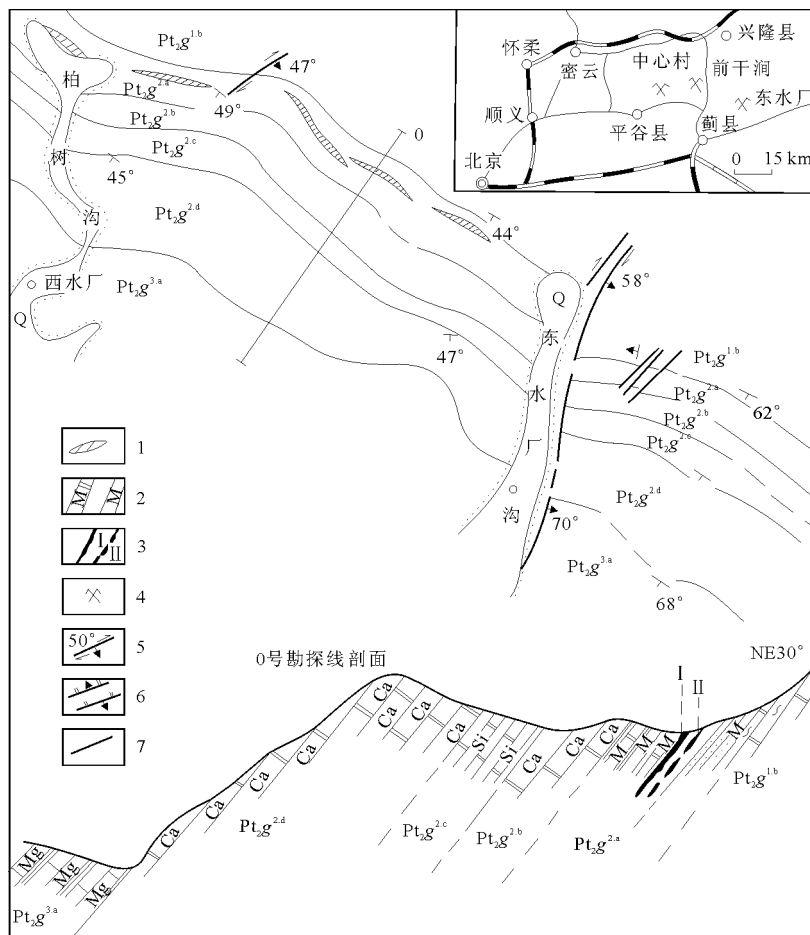 Pt₂g¹·ᵇ
47°
柏树沟
Pt₂g²·ᵃ
49°
Pt₂g²·ᵇ
Pt₂g²·ᶜ
45°
0
Pt₂g²·ᵈ
44°
西水厂
Pt₂g³·ᵃ
Q
Q
58°
东水厂沟
47°
Pt₂g¹·ᵇ
Pt₂g²·ᵃ
62°
Pt₂g²·ᵇ
Pt₂g²·ᶜ
Pt₂g²·ᵈ
70°
Pt₂g³·ᵃ
68°
兴隆县
怀柔
密云
中心村
前干涧
东水厂
顺义
平谷县
蓟县
北京
0 15 km
1
M M 2
I II 3
4
50° 5
6
7
0号勘探线剖面
NE30°
I II
Ca Ca Ca Ca Ca Ca Ca
Ca Ca Ca Si Si Ca Ca Ca M M M M
Mg Mg Mg
Pt₂g³·ᵃ
Pt₂g²·ᵈ
Pt₂g²·ᶜ
Pt₂g²·ᵇ
Pt₂g²·ᵃ
Pt₂g¹·ᵇ